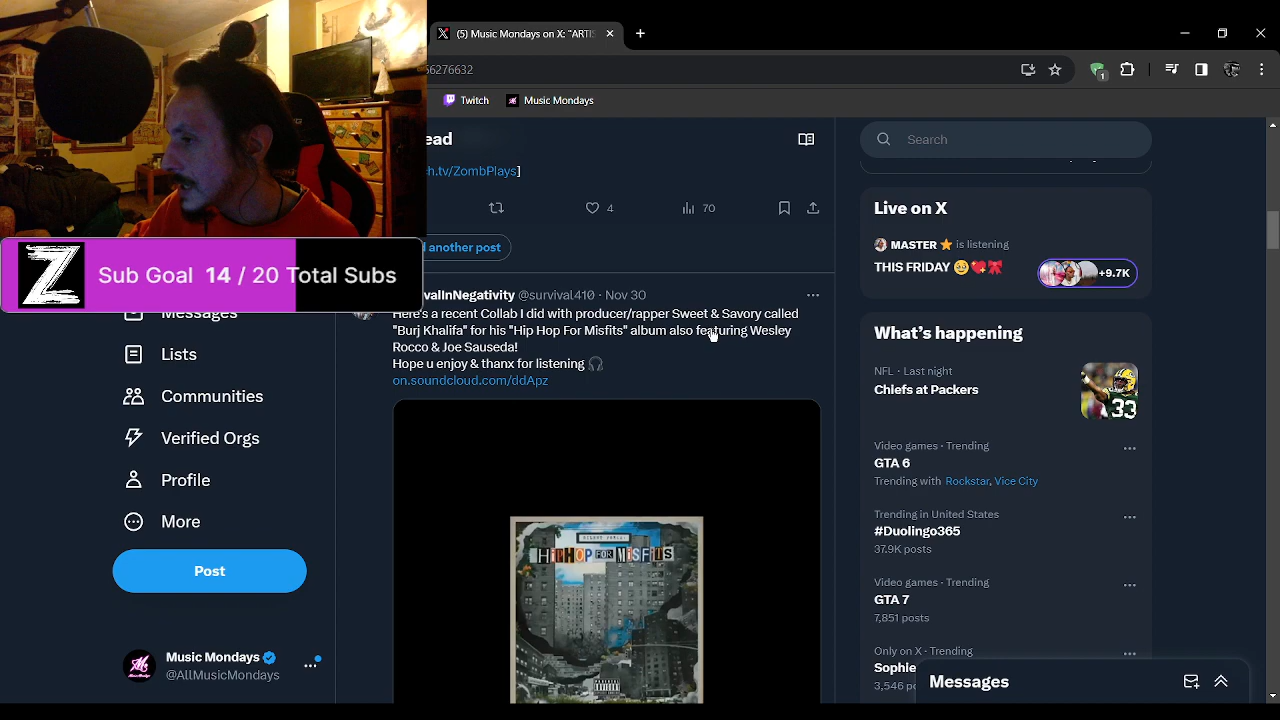 (5) Music Mondays on X: "ARTIS
56276632
Twitch
Music Mondays
ead
Search
ch.tv/ZombPlays]
4
70
d another post
Sub Goal 14 / 20 Total Subs
valInNegativity @survival410 · Nov 30
Here's a recent Collab I did with producer/rapper Sweet & Savory called
"Burj Khalifa" for his "Hip Hop For Misfits" album also featuring Wesley
Rocco & Joe Sauseda!
Hope u enjoy & thanx for listening 🎧
on.soundcloud.com/ddApz
HIPHOP FOR MISFITS
Messages
Lists
Communities
Verified Orgs
Profile
More
Post
Music Mondays
@AllMusicMondays
Live on X
MASTER ⭐ is listening
THIS FRIDAY 🥹💘🎀
+9.7K
What's happening
NFL · Last night
Chiefs at Packers
Video games · Trending
GTA 6
Trending with Rockstar, Vice City
Trending in United States
#Duolingo365
37.9K posts
Video games · Trending
GTA 7
7,851 posts
Only on X · Trending
Sophie
3,546 po
Messages